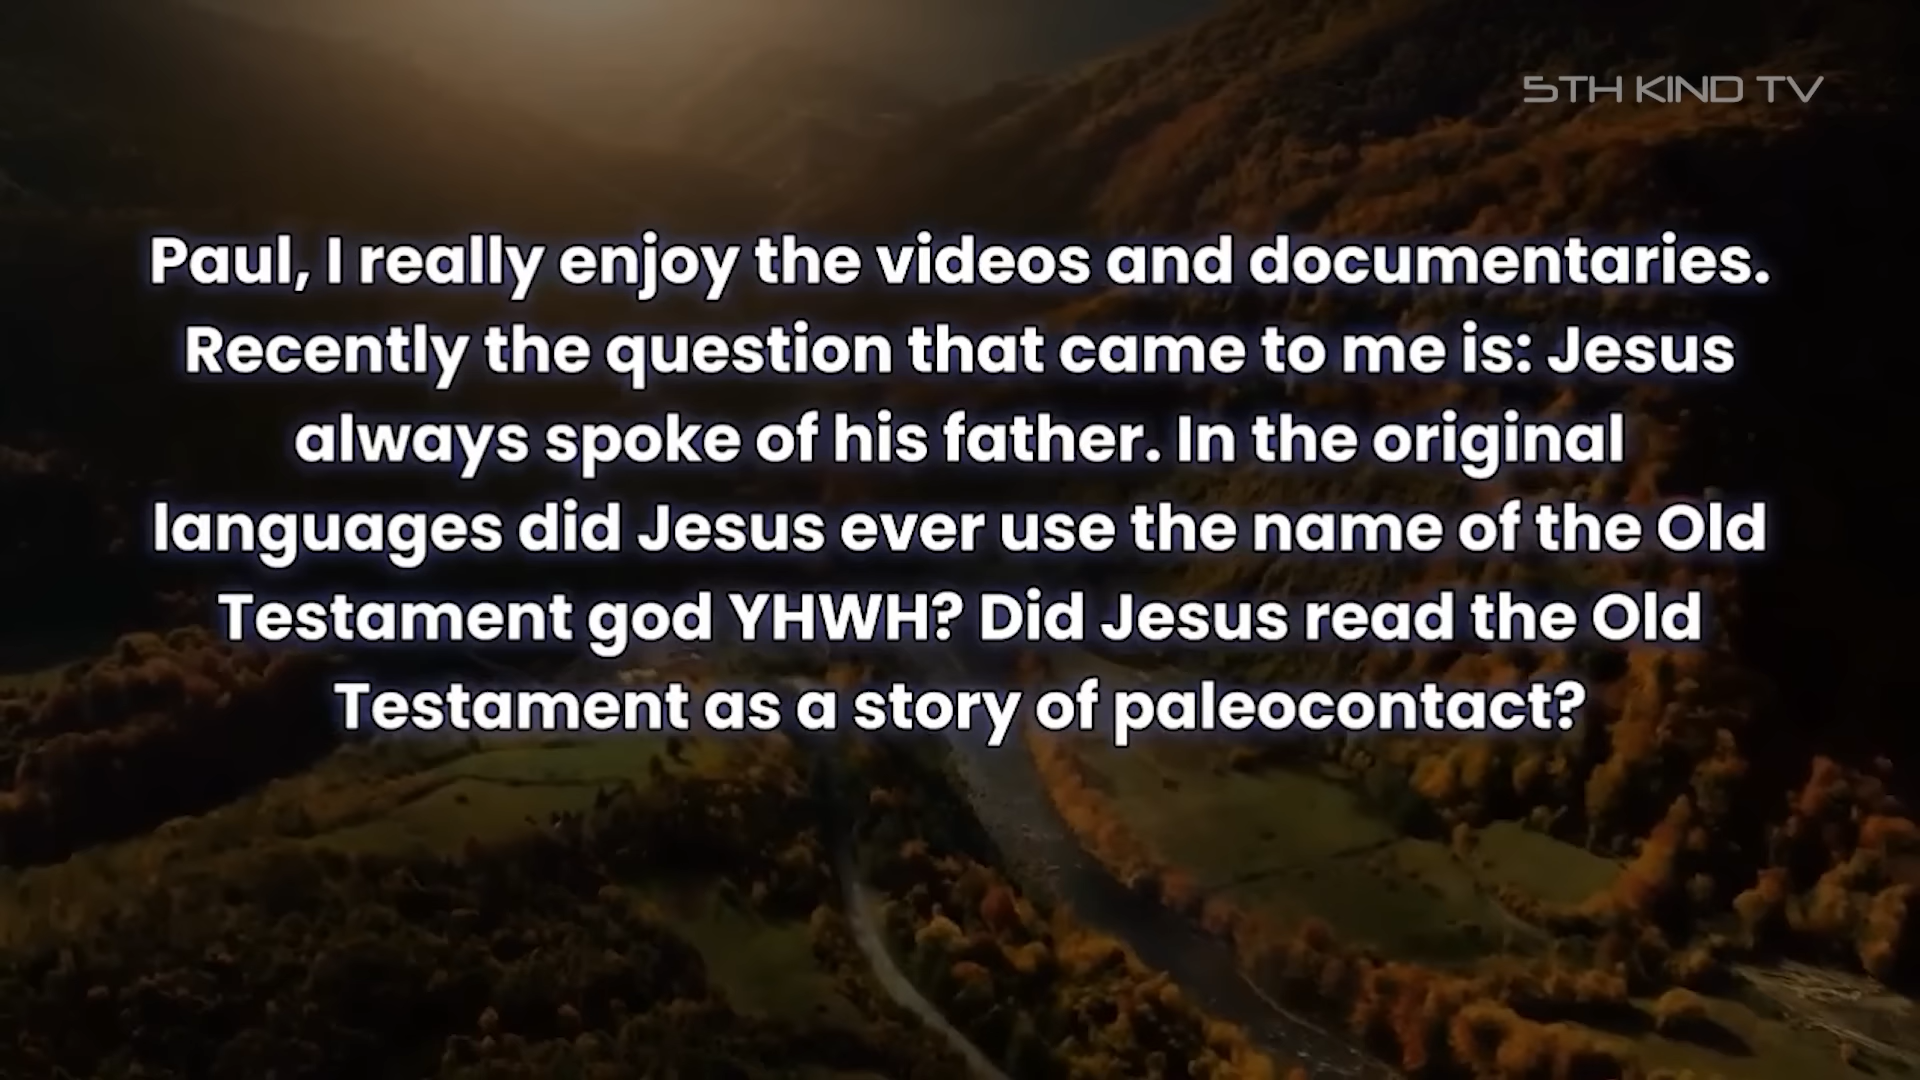 5TH KIND TV
Paul, I really enjoy the videos and documentaries.
Recently the question that came to me is: Jesus
always spoke of his father. In the original
languages did Jesus ever use the name of the Old
Testament god YHWH? Did Jesus read the Old
Testament as a story of paleocontact?